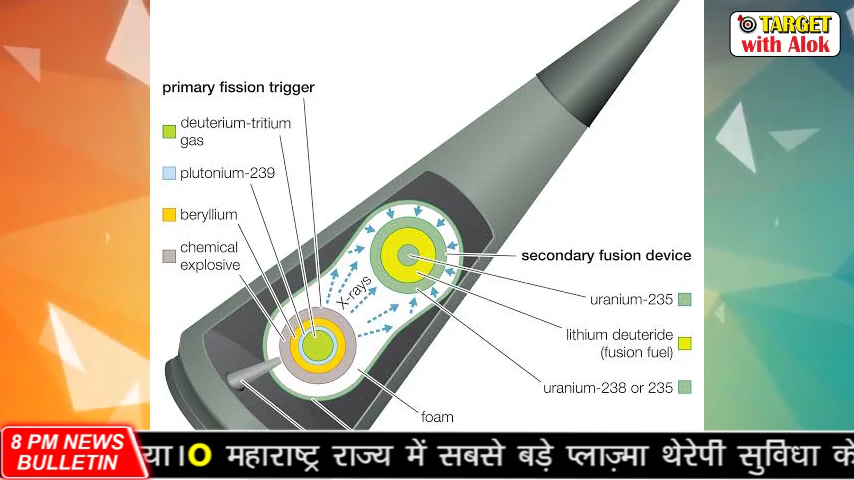 TARGET
with Alok
primary fission trigger
deuterium-tritium
gas
plutonium-239
beryllium
chemical
explosive
X-rays
secondary fusion device
uranium-235
lithium deuteride
(fusion fuel)
uranium-238 or 235
foam
8 PM NEWS
BULLETIN
या।O महाराष्ट्र राज्य में सबसे बड़े प्लाज़्मा थेरेपी सुविधा के